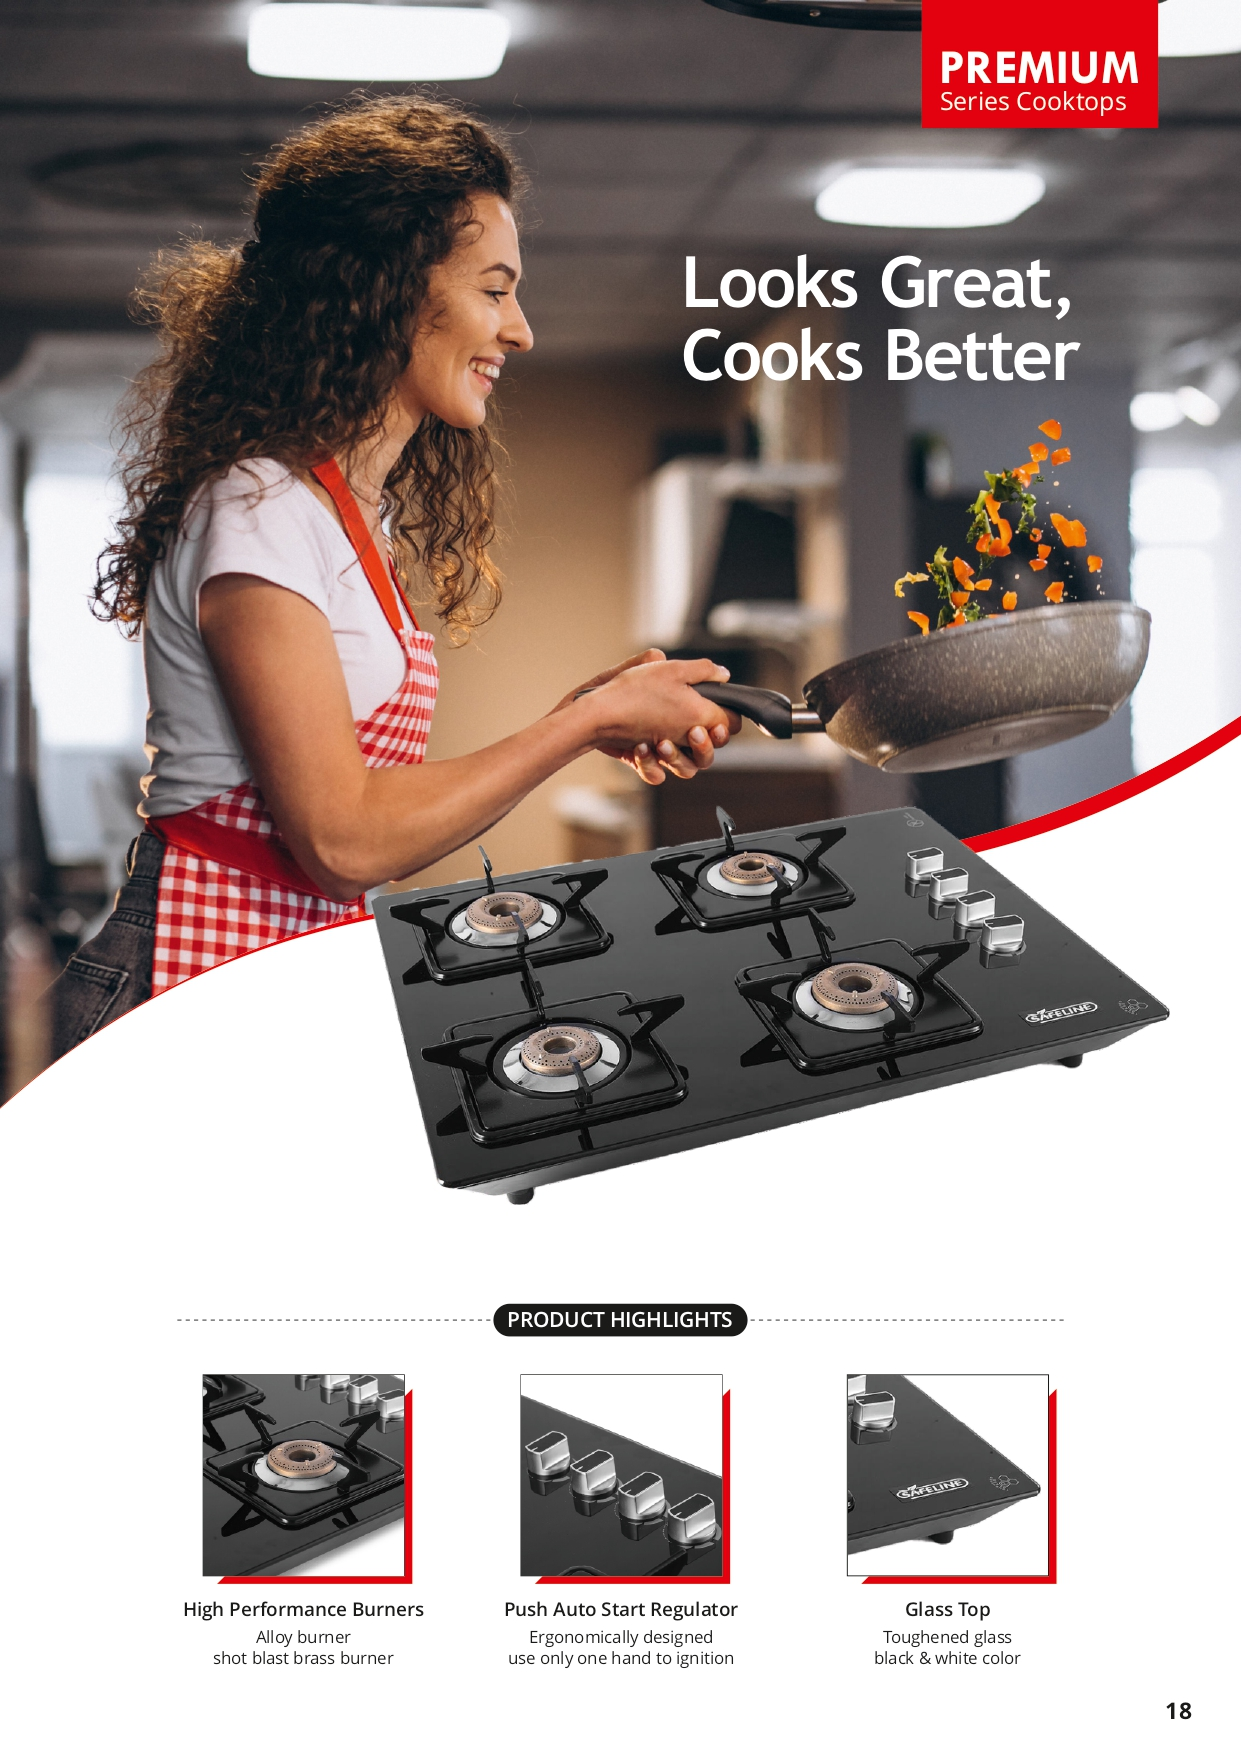 PREMIUM
Series Cooktops
Looks Great,
Cooks Better
SAFELINE
PRODUCT HIGHLIGHTS
SAFELINE
High Performance Burners
Alloy burner
shot blast brass burner
Push Auto Start Regulator
Ergonomically designed
use only one hand to ignition
Glass Top
Toughened glass
black & white color
18